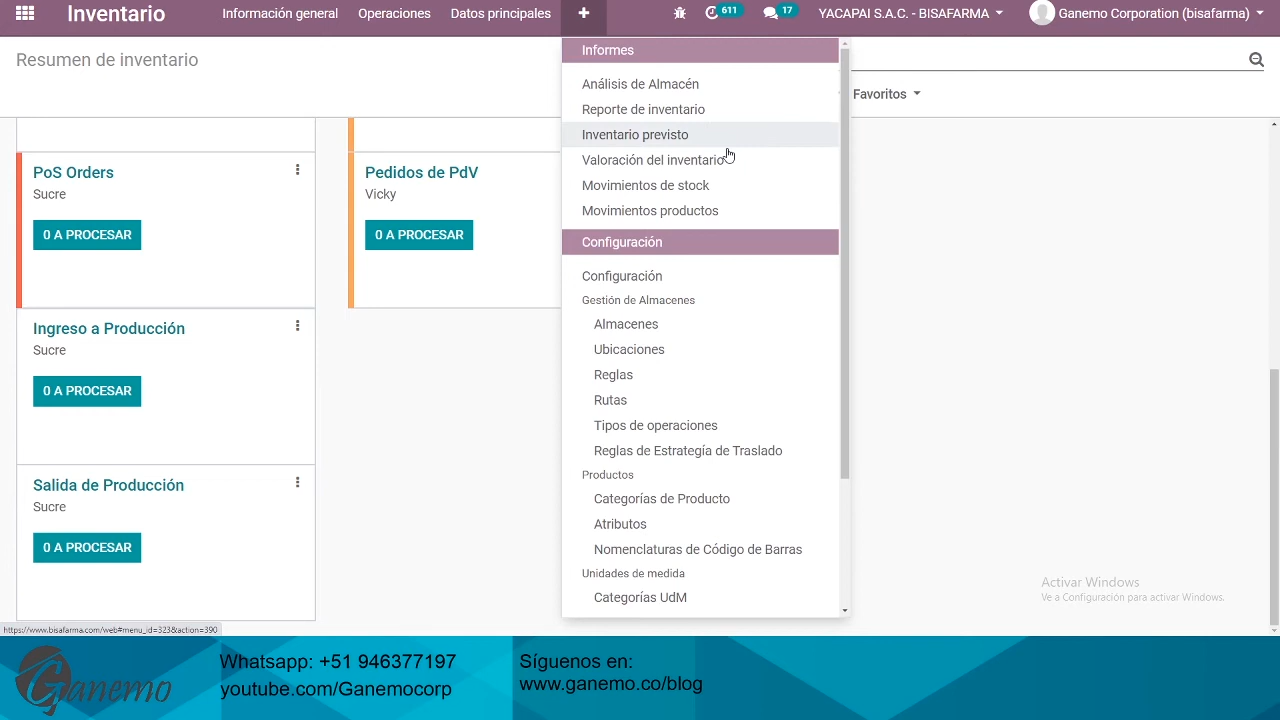 Inventario
Información general
Operaciones
Datos principales
611
17
YACAPAI S.A.C. - BISAFARMA
Ganemo Corporation (bisafarma)
Resumen de inventario
Favoritos
PoS Orders
Sucre
0 A PROCESAR
Pedidos de PdV
Vicky
0 A PROCESAR
Ingreso a Producción
Sucre
0 A PROCESAR
Salida de Producción
Sucre
0 A PROCESAR
Informes
Análisis de Almacén
Reporte de inventario
Inventario previsto
Valoración del inventario
Movimientos de stock
Movimientos productos
Configuración
Configuración
Gestión de Almacenes
Almacenes
Ubicaciones
Reglas
Rutas
Tipos de operaciones
Reglas de Estrategía de Traslado
Productos
Categorías de Producto
Atributos
Nomenclaturas de Código de Barras
Unidades de medida
Categorías UdM
Activar Windows
Ve a Configuración para activar Windows.
https://www.bisafarma.com/web#menu_id=323&action=390
Ganemo
Whatsapp: +51 946377197
youtube.com/Ganemocorp
Síguenos en:
www.ganemo.co/blog